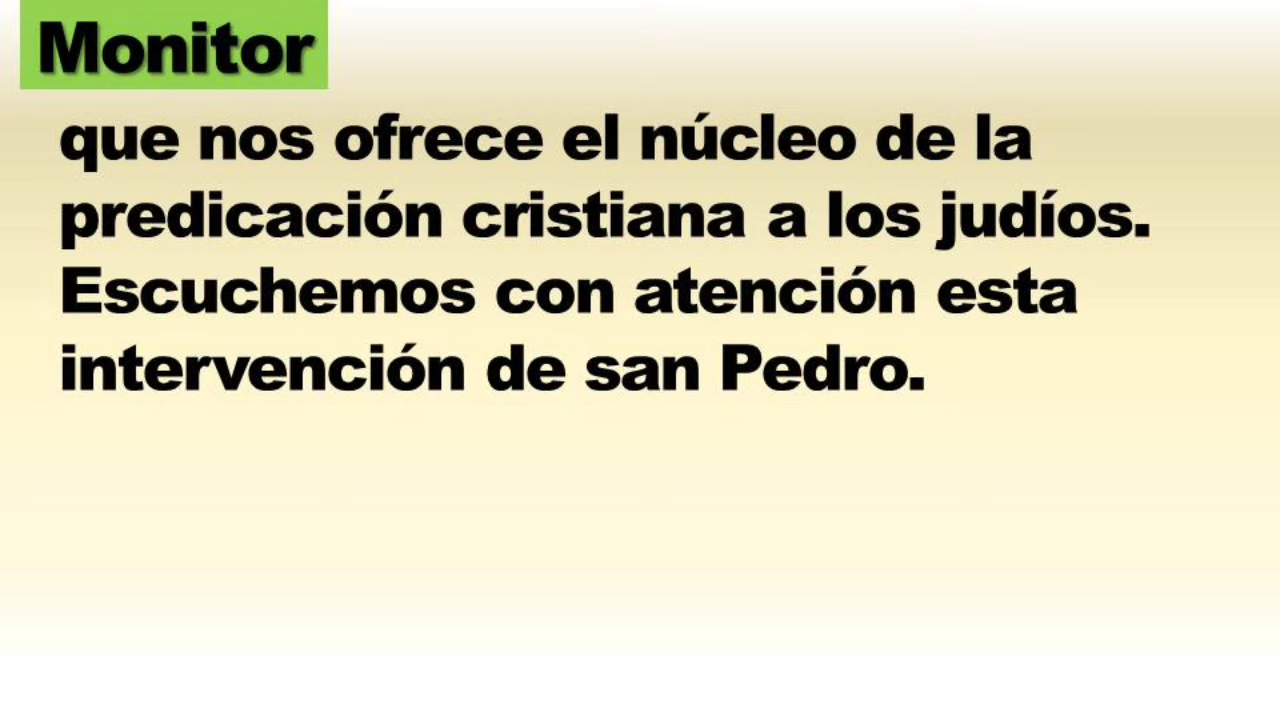 Monitor
que nos ofrece el núcleo de la
predicación cristiana a los judíos.
Escuchemos con atención esta
intervención de san Pedro.